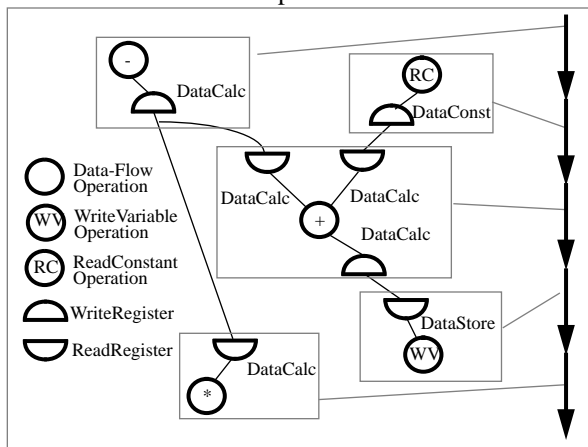 -
DataCalc
RC
DataConst
DataCalc
DataCalc
+
DataCalc
Data-Flow
Operation
WV
WriteVariable
Operation
RC
ReadConstant
Operation
WriteRegister
ReadRegister
DataStore
WV
DataCalc
*